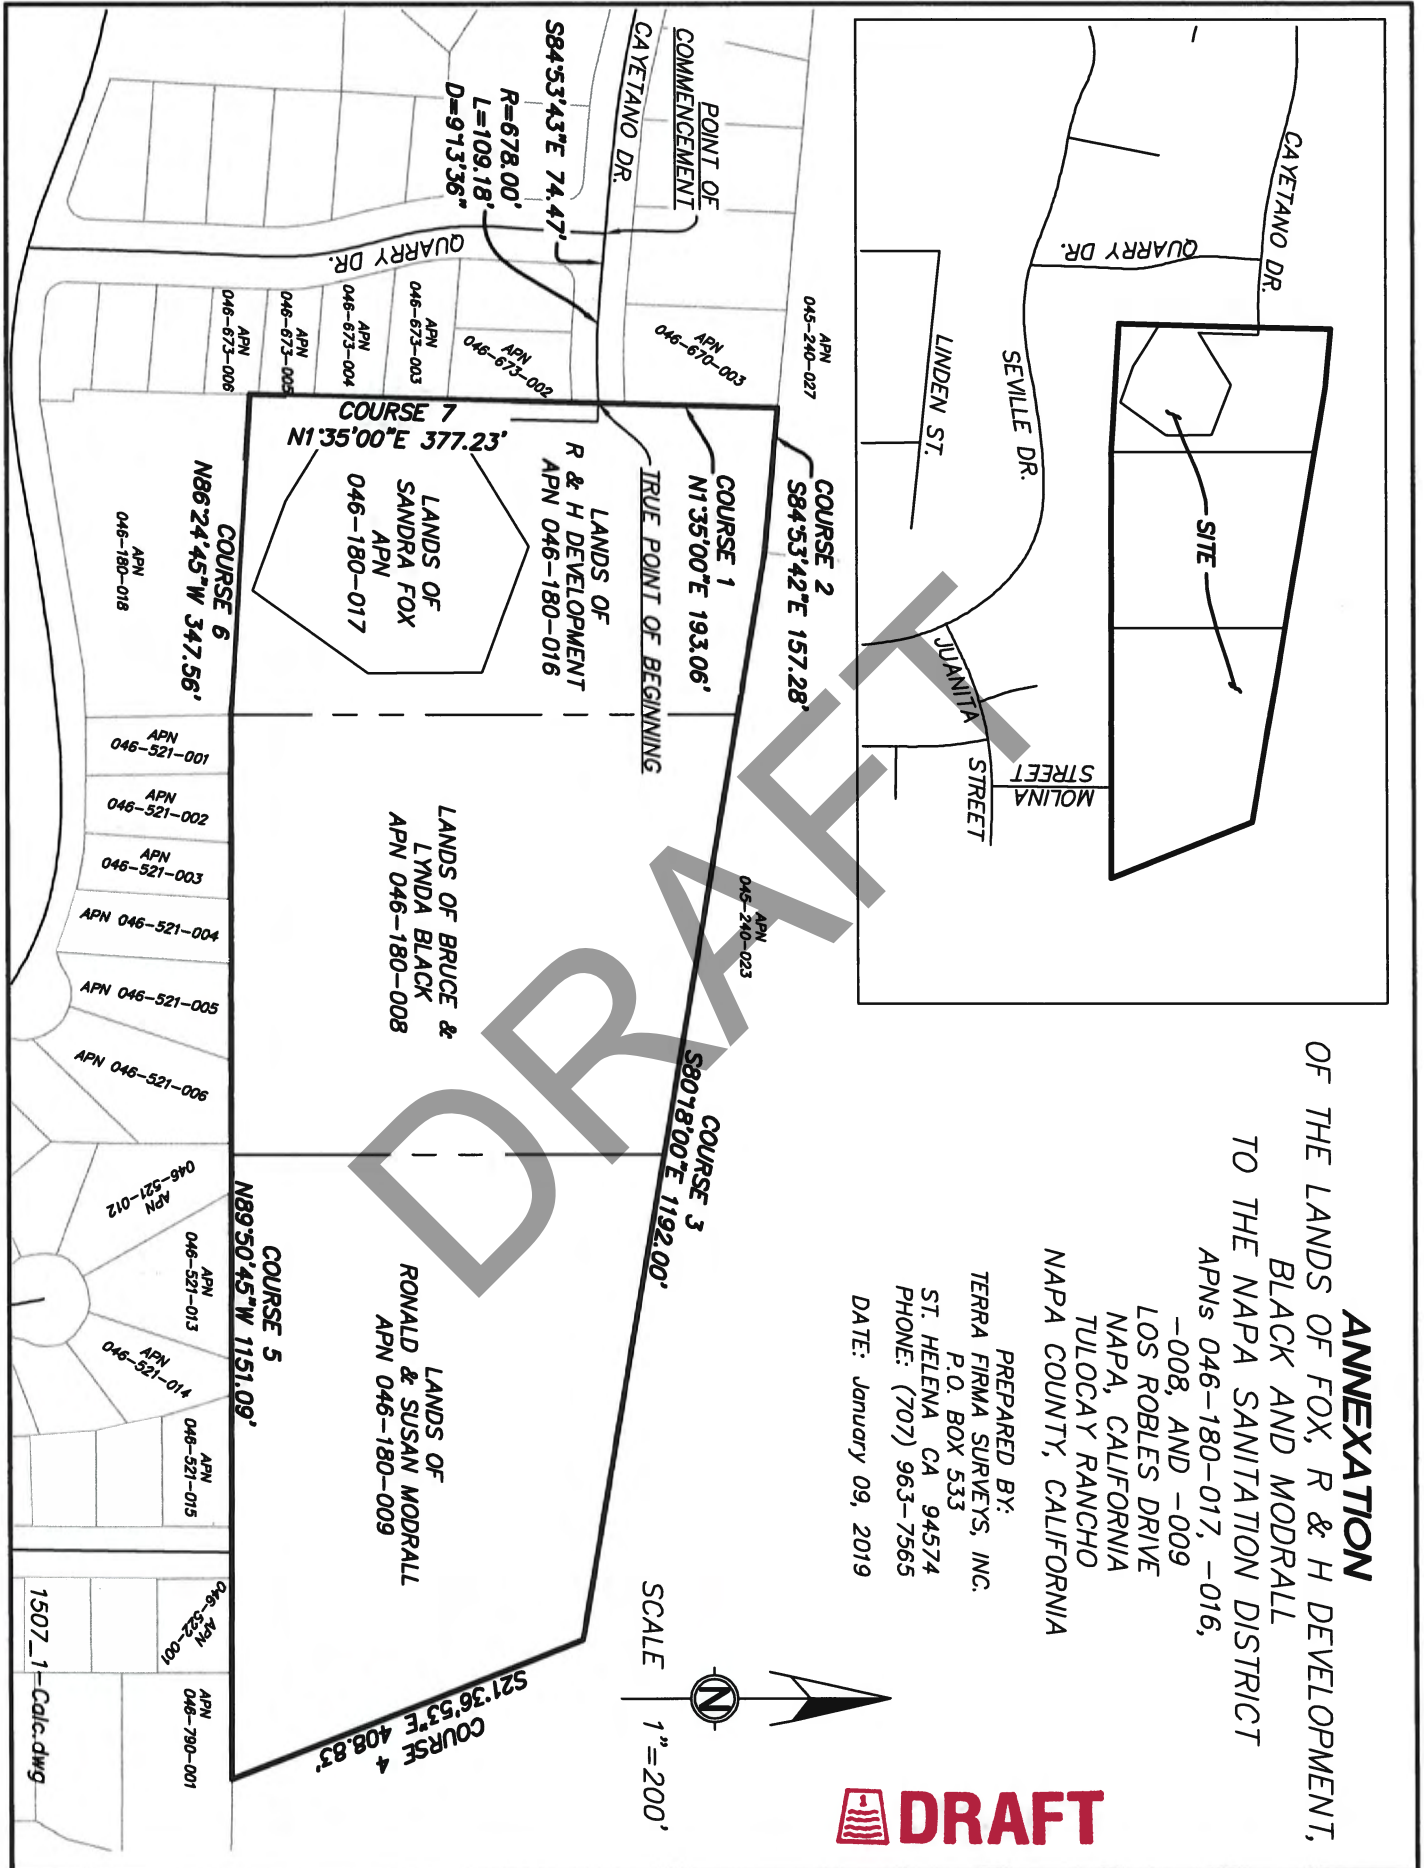 ANNEXATION
OF THE LANDS OF FOX, R & H DEVELOPMENT,
BLACK AND MODRALL
TO THE NAPA SANITATION DISTRICT
APNs 046-180-017, -016,
-008, AND -009
LOS ROBLES DRIVE
NAPA, CALIFORNIA
TULOCAY RANCHO
NAPA COUNTY, CALIFORNIA
PREPARED BY:
TERRA FIRMA SURVEYS, INC.
P.O. BOX 533
ST. HELENA CA 94574
PHONE: (707) 963-7565
DATE: January 09, 2019
SCALE 1"=200'
N
DRAFT
1
DRAFT
CAYETANO DR.
QUARRY DR.
SEVILLE DR.
LINDEN ST.
SITE
JUANITA
STREET
MOLINA
STREET
POINT OF
COMMENCEMENT
CAYETANO DR.
S84°53'43"E 74.47'
R=678.00'
L=109.18'
D=9°13'36"
QUARRY DR.
APN
045-240-027
APN
046-670-003
APN
046-673-002
APN
046-673-003
APN
046-673-004
APN
046-673-005
APN
046-673-006
COURSE 2
S84°53'42"E 157.28'
COURSE 1
N1°35'00"E 193.06'
TRUE POINT OF BEGINNING
COURSE 7
N1°35'00"E 377.23'
LANDS OF
R & H DEVELOPMENT
APN 046-180-016
LANDS OF
SANDRA FOX
APN
046-180-017
COURSE 6
N86°24'45"W 347.56'
APN
046-180-018
APN
045-240-023
COURSE 3
S80°18'00"E 1192.00'
LANDS OF BRUCE &
LYNDA BLACK
APN 046-180-008
LANDS OF
RONALD & SUSAN MODRALL
APN 046-180-009
COURSE 4
S21°36'53"E 408.83'
COURSE 5
N89°50'45"W 1151.09'
APN
046-521-001
APN
046-521-002
APN
046-521-003
APN 046-521-004
APN 046-521-005
APN 046-521-006
APN
046-521-012
APN
046-521-013
APN
046-521-014
APN
046-521-015
APN
046-522-001
APN
046-790-001
1507_1-Calc.dwg